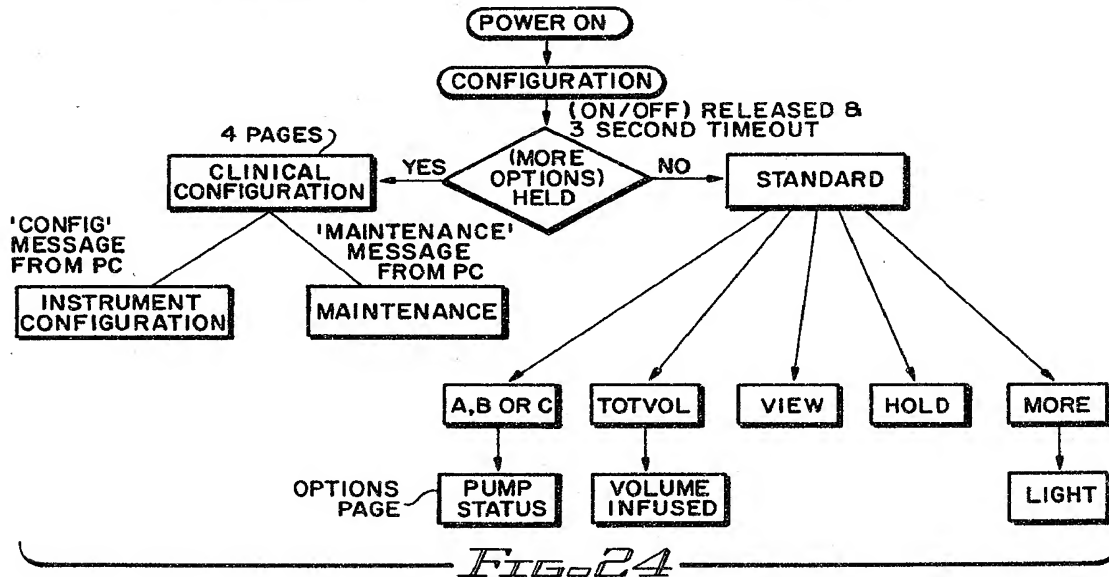 POWER ON
CONFIGURATION
(ON/OFF) RELEASED &
3 SECOND TIMEOUT
4 PAGES
CLINICAL
CONFIGURATION
YES
(MORE
OPTIONS)
HELD
NO
STANDARD
'CONFIG'
MESSAGE
FROM PC
'MAINTENANCE'
MESSAGE
FROM PC
INSTRUMENT
CONFIGURATION
MAINTENANCE
A,B OR C
TOTVOL
VIEW
HOLD
MORE
OPTIONS
PAGE
PUMP
STATUS
VOLUME
INFUSED
LIGHT
FIG.24